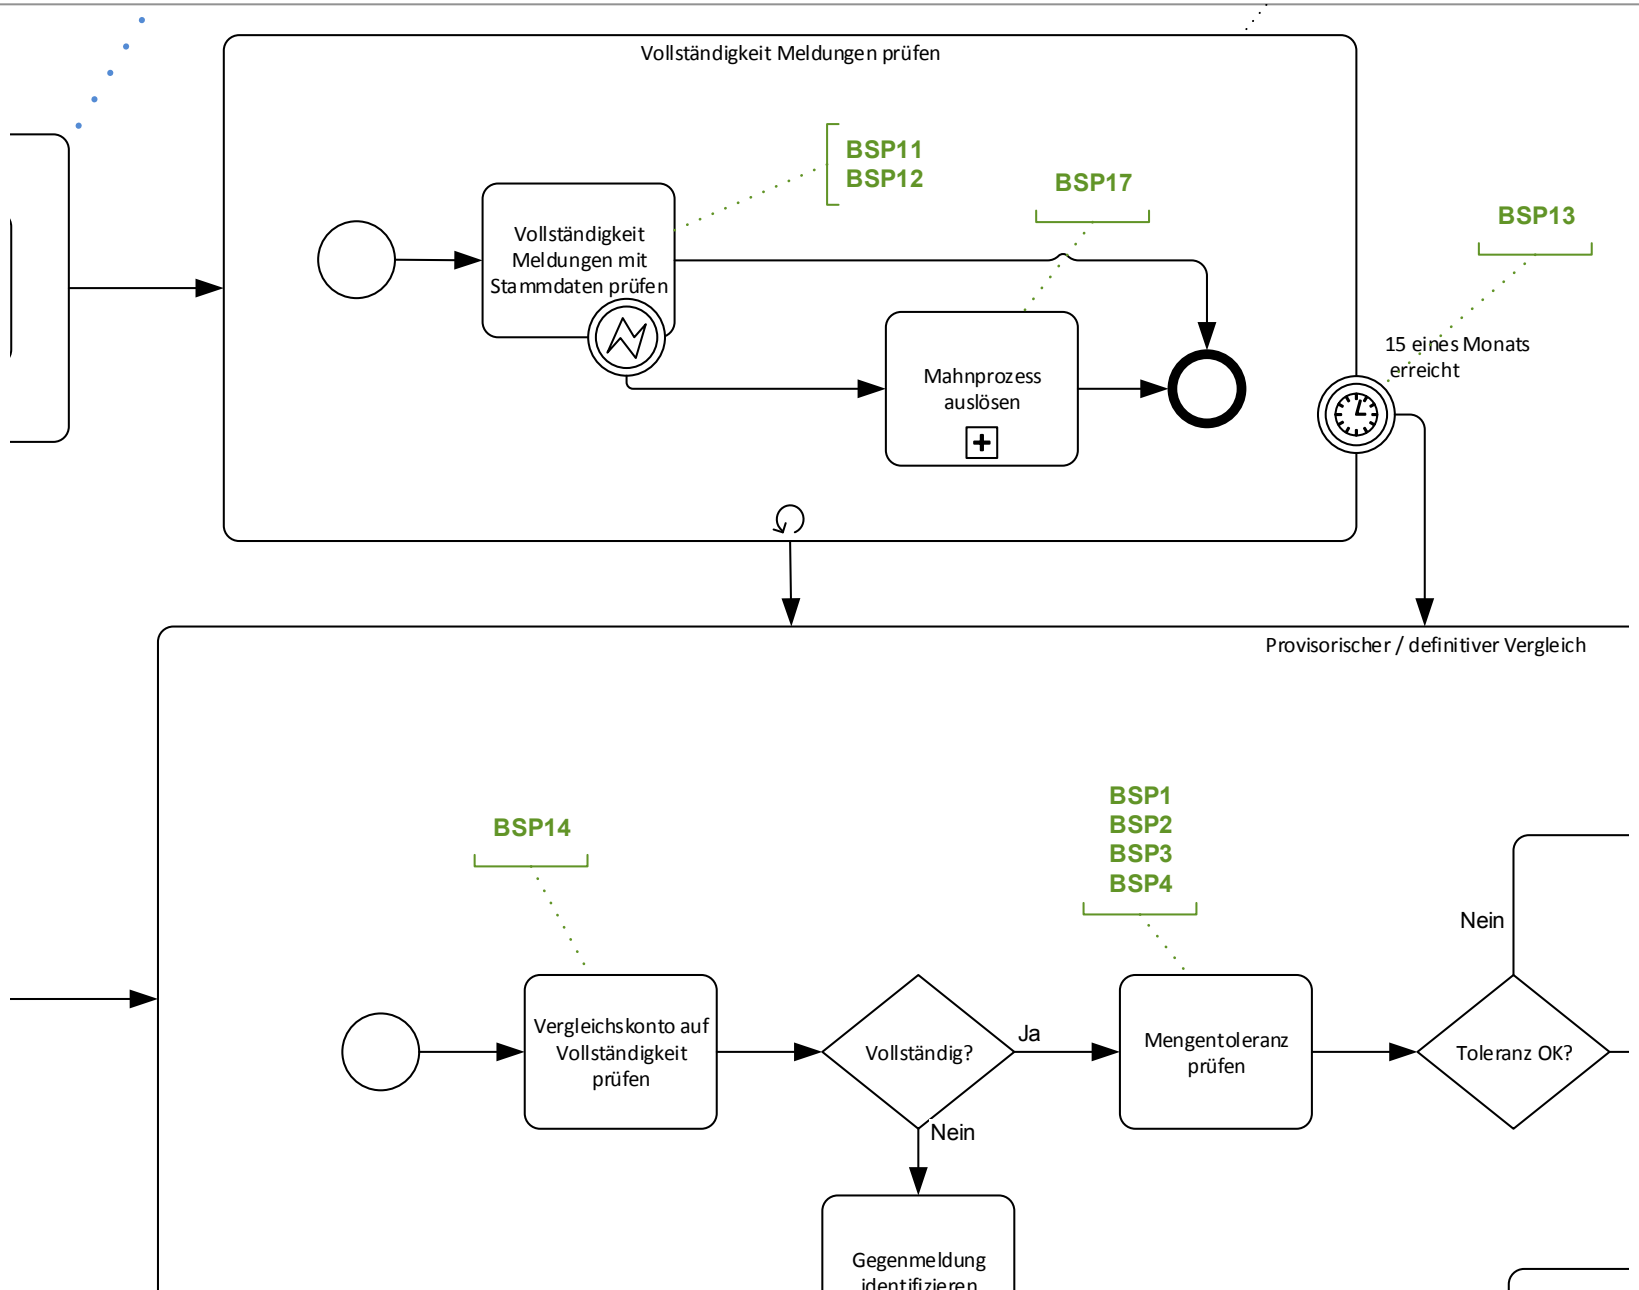 Vollständigkeit Meldungen prüfen
BSP11
BSP12
BSP17
BSP13
Vollständigkeit
Meldungen mit
Stammdaten prüfen
15 eines Monats
erreicht
Mahnprozess
auslösen
Provisorischer / definitiver Vergleich
BSP14
BSP1
BSP2
BSP3
BSP4
Nein
Vergleichskonto auf
Vollständigkeit
prüfen
Vollständig?
Ja
Mengentoleranz
prüfen
Toleranz OK?
Nein
Gegenmeldung
identifizieren